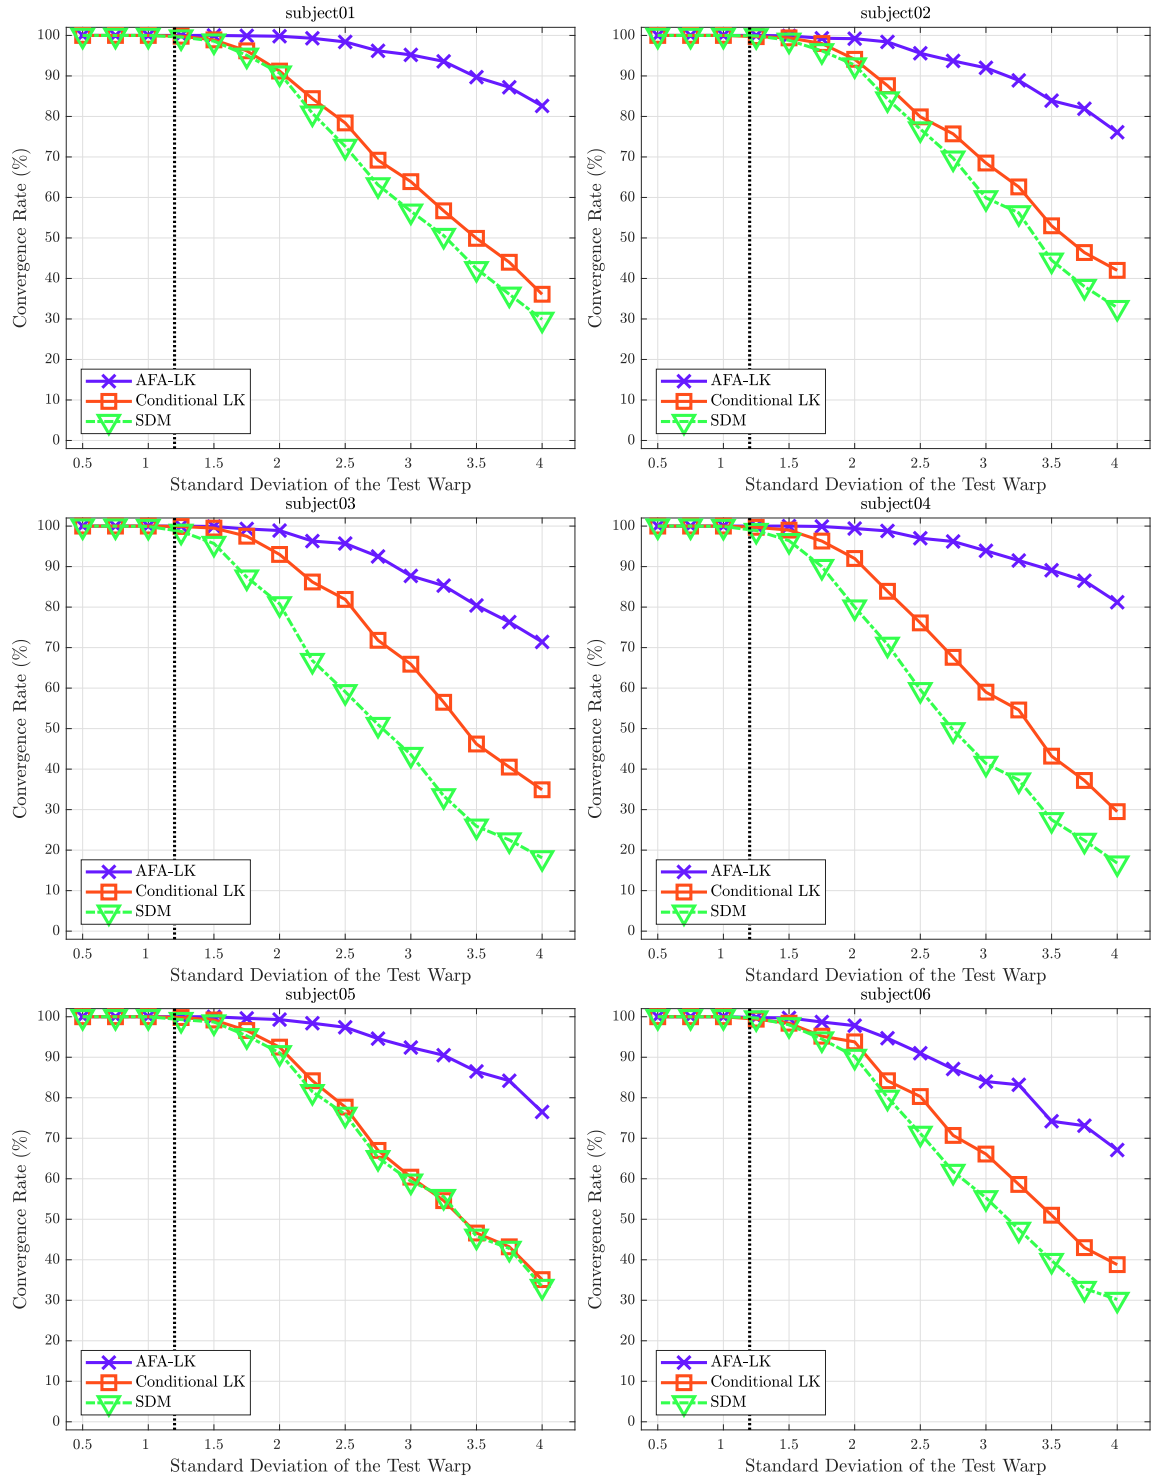 subject01
Convergence Rate (%)
100
90
80
70
60
50
40
30
20
10
0
AFA-LK
Conditional LK
SDM
0.5 1 1.5 2 2.5 3 3.5 4
Standard Deviation of the Test Warp
subject02
Convergence Rate (%)
100
90
80
70
60
50
40
30
20
10
0
AFA-LK
Conditional LK
SDM
0.5 1 1.5 2 2.5 3 3.5 4
Standard Deviation of the Test Warp
subject03
Convergence Rate (%)
100
90
80
70
60
50
40
30
20
10
0
AFA-LK
Conditional LK
SDM
0.5 1 1.5 2 2.5 3 3.5 4
Standard Deviation of the Test Warp
subject04
Convergence Rate (%)
100
90
80
70
60
50
40
30
20
10
0
AFA-LK
Conditional LK
SDM
0.5 1 1.5 2 2.5 3 3.5 4
Standard Deviation of the Test Warp
subject05
Convergence Rate (%)
100
90
80
70
60
50
40
30
20
10
0
AFA-LK
Conditional LK
SDM
0.5 1 1.5 2 2.5 3 3.5 4
Standard Deviation of the Test Warp
subject06
Convergence Rate (%)
100
90
80
70
60
50
40
30
20
10
0
AFA-LK
Conditional LK
SDM
0.5 1 1.5 2 2.5 3 3.5 4
Standard Deviation of the Test Warp